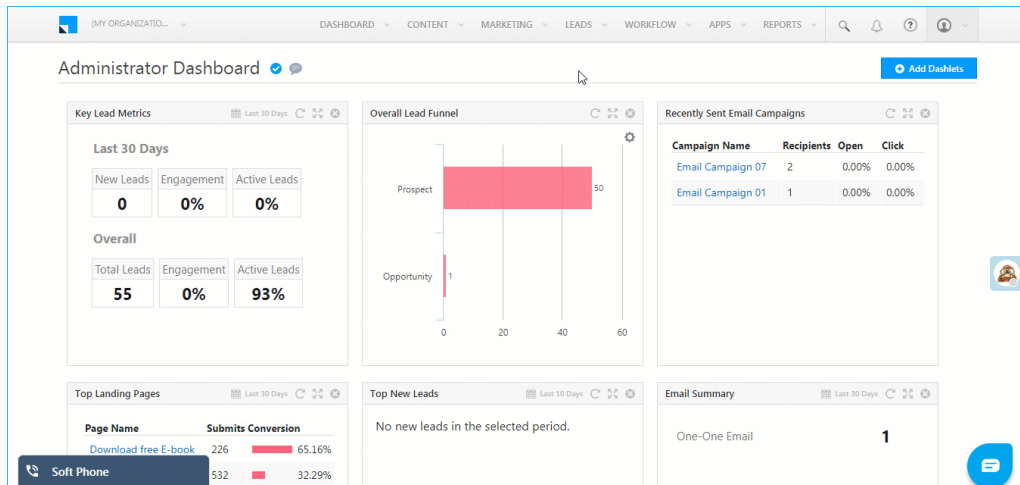 (MY ORGANIZATIO... DASHBOARD CONTENT MARKETING LEADS WORKFLOW APPS REPORTS
Administrator Dashboard
Add Dashlets
Key Lead Metrics Last 30 Days
Last 30 Days
New Leads Engagement Active Leads
0 0% 0%
Overall
Total Leads Engagement Active Leads
55 0% 93%
Overall Lead Funnel
Prospect 50
Opportunity 1
0 20 40 60
Recently Sent Email Campaigns
Campaign Name Recipients Open Click
Email Campaign 07 2 0.00% 0.00%
Email Campaign 01 1 0.00% 0.00%
Top Landing Pages Last 30 Days
Page Name Submits Conversion
Download free E-book 226 65.16%
532 32.29%
Top New Leads Last 10 Days
No new leads in the selected period.
Email Summary Last 30 Days
One-One Email 1
Soft Phone